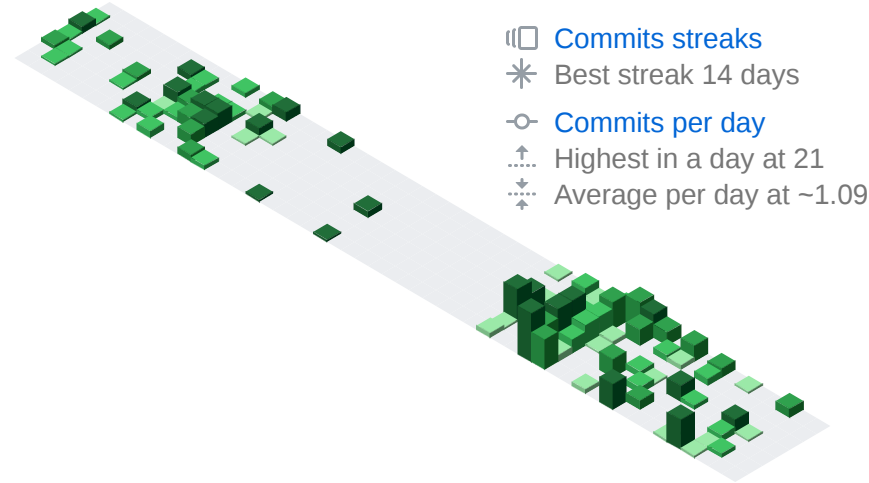 Commits streaks
Best streak 14 days
Commits per day
Highest in a day at 21
Average per day at ~1.09